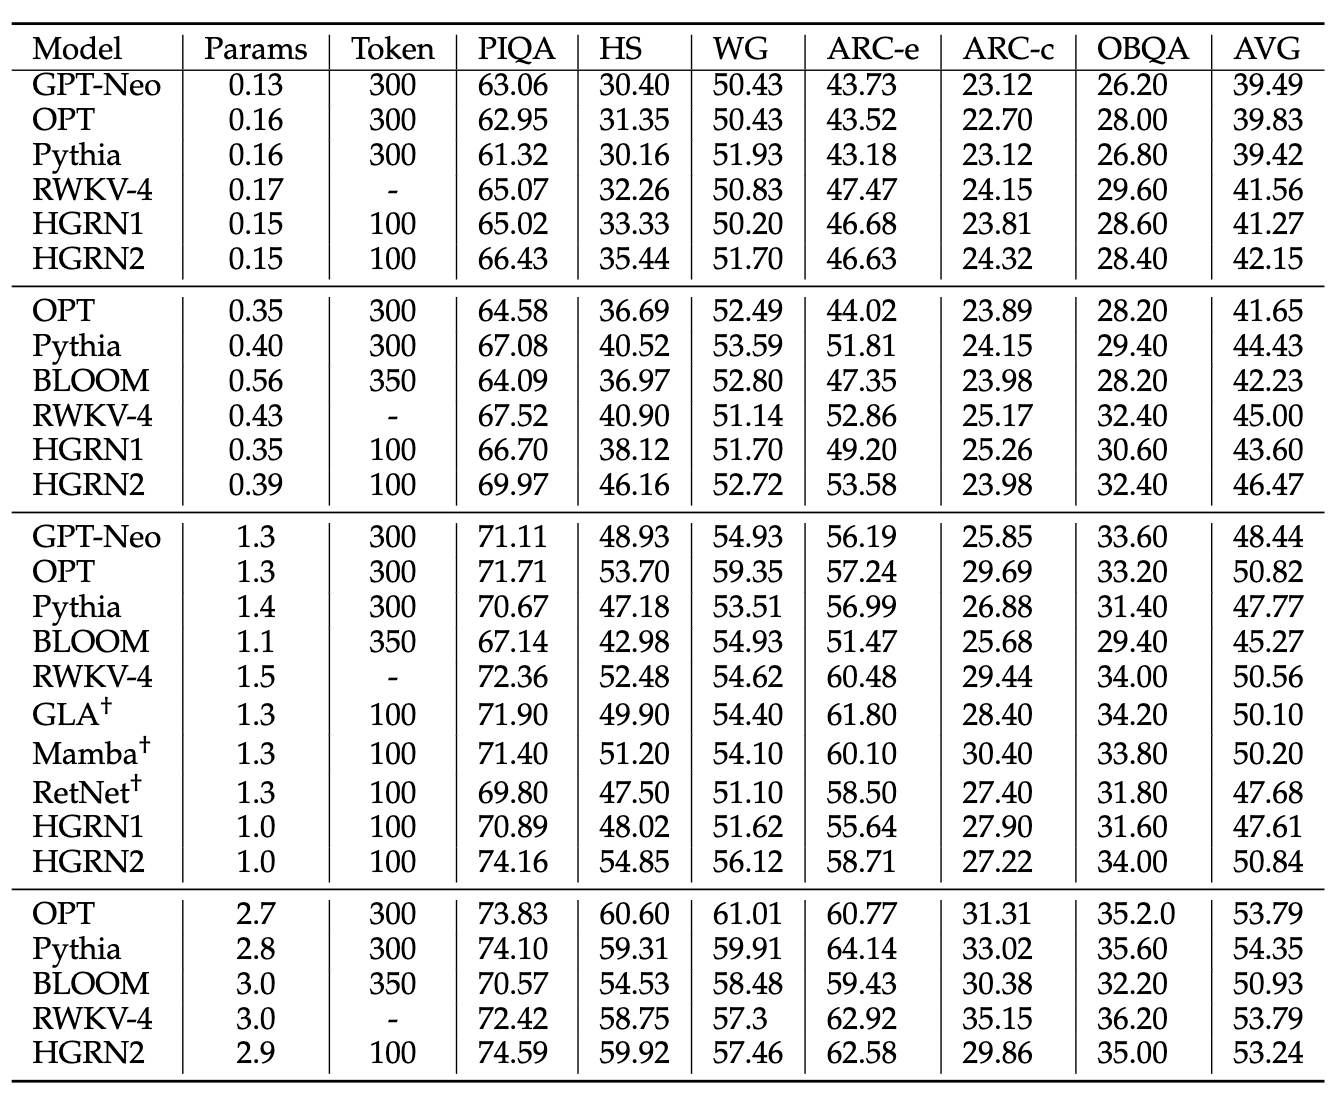 Model Params Token PIQA HS WG ARC-e ARC-c OBQA AVG
GPT-Neo 0.13 300 63.06 30.40 50.43 43.73 23.12 26.20 39.49
OPT 0.16 300 62.95 31.35 50.43 43.52 22.70 28.00 39.83
Pythia 0.16 300 61.32 30.16 51.93 43.18 23.12 26.80 39.42
RWKV-4 0.17 - 65.07 32.26 50.83 47.47 24.15 29.60 41.56
HGRN1 0.15 100 65.02 33.33 50.20 46.68 23.81 28.60 41.27
HGRN2 0.15 100 66.43 35.44 51.70 46.63 24.32 28.40 42.15
OPT 0.35 300 64.58 36.69 52.49 44.02 23.89 28.20 41.65
Pythia 0.40 300 67.08 40.52 53.59 51.81 24.15 29.40 44.43
BLOOM 0.56 350 64.09 36.97 52.80 47.35 23.98 28.20 42.23
RWKV-4 0.43 - 67.52 40.90 51.14 52.86 25.17 32.40 45.00
HGRN1 0.35 100 66.70 38.12 51.70 49.20 25.26 30.60 43.60
HGRN2 0.39 100 69.97 46.16 52.72 53.58 23.98 32.40 46.47
GPT-Neo 1.3 300 71.11 48.93 54.93 56.19 25.85 33.60 48.44
OPT 1.3 300 71.71 53.70 59.35 57.24 29.69 33.20 50.82
Pythia 1.4 300 70.67 47.18 53.51 56.99 26.88 31.40 47.77
BLOOM 1.1 350 67.14 42.98 54.93 51.47 25.68 29.40 45.27
RWKV-4 1.5 - 72.36 52.48 54.62 60.48 29.44 34.00 50.56
GLA† 1.3 100 71.90 49.90 54.40 61.80 28.40 34.20 50.10
Mamba† 1.3 100 71.40 51.20 54.10 60.10 30.40 33.80 50.20
RetNet† 1.3 100 69.80 47.50 51.10 58.50 27.40 31.80 47.68
HGRN1 1.0 100 70.89 48.02 51.62 55.64 27.90 31.60 47.61
HGRN2 1.0 100 74.16 54.85 56.12 58.71 27.22 34.00 50.84
OPT 2.7 300 73.83 60.60 61.01 60.77 31.31 35.2.0 53.79
Pythia 2.8 300 74.10 59.31 59.91 64.14 33.02 35.60 54.35
BLOOM 3.0 350 70.57 54.53 58.48 59.43 30.38 32.20 50.93
RWKV-4 3.0 - 72.42 58.75 57.3 62.92 35.15 36.20 53.79
HGRN2 2.9 100 74.59 59.92 57.46 62.58 29.86 35.00 53.24